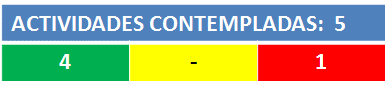 ACTIVIDADES CONTEMPLADAS: 5
4 - 1